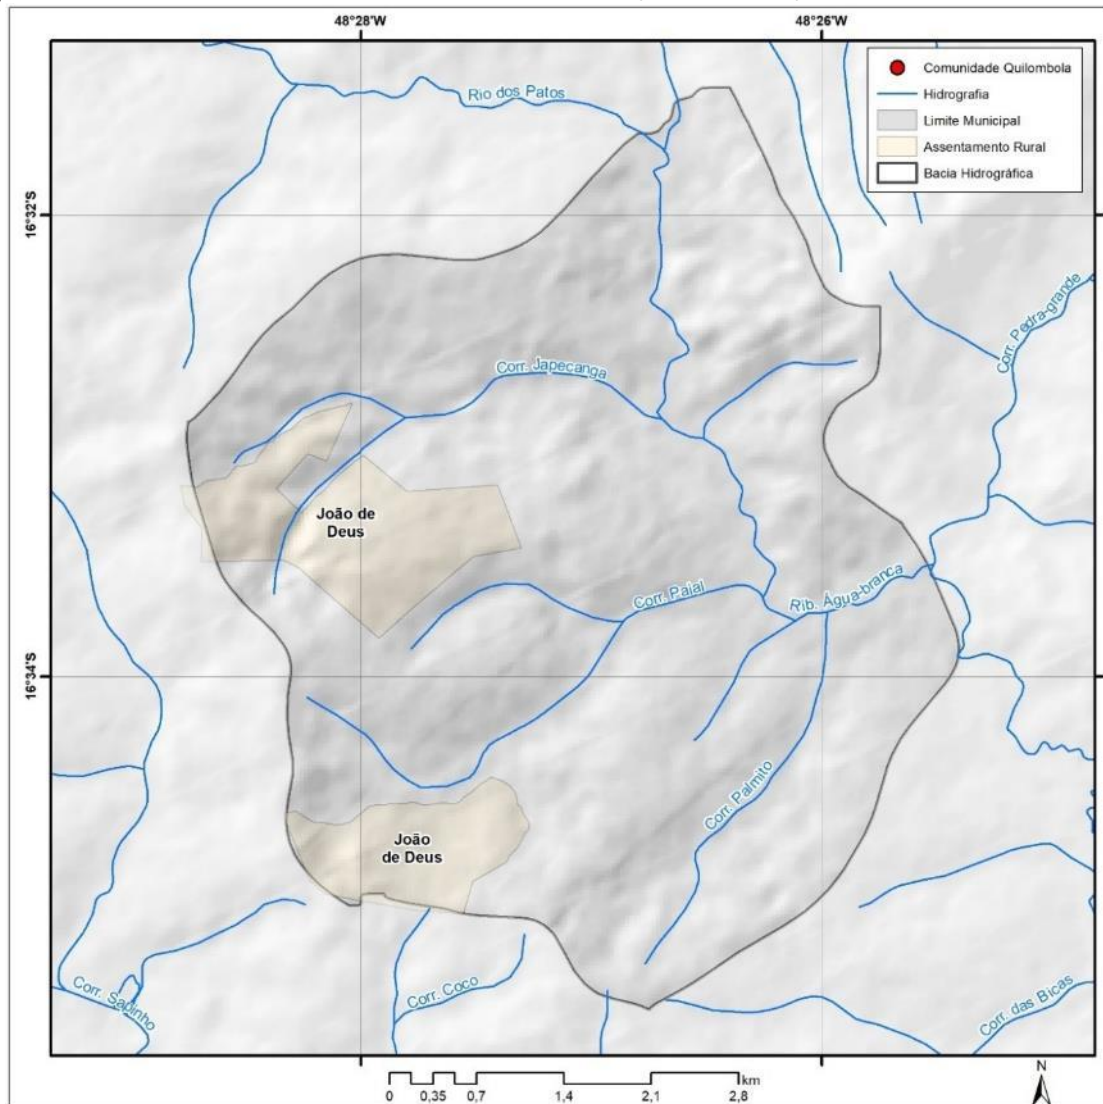 48°28'W
48°26'W
Comunidade Quilombola
Hidrografia
Limite Municipal
Assentamento Rural
Bacia Hidrográfica
Rio dos Patos
16°32'S
Corr. Pedra-grande
Corr. Japecanga
João de
Deus
Corr. Paial
Rib. Água-branca
16°34'S
Corr. Palmito
João
de Deus
Corr. Sapinho
Corr. Coco
Corr. das Bicas
km
0 0,35 0,7 1,4 2,1 2,8
N